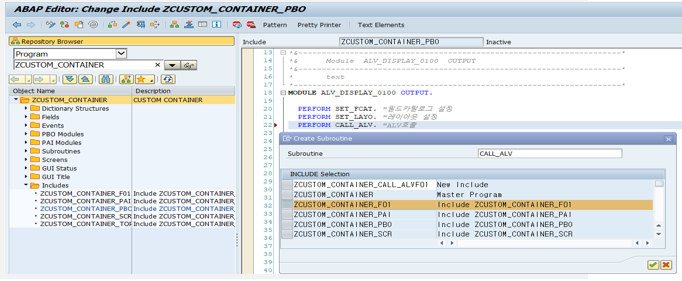 ABAP Editor: Change Include ZCUSTOM_CONTAINER_PBO
Pattern Pretty Printer Text Elements
Repository Browser
Program
ZCUSTOM_CONTAINER
Object Name Description
ZCUSTOM_CONTAINER CUSTOM CONTAINER
Dictionary Structures
Fields
Events
PBO Modules
PAI Modules
Subroutines
Screens
GUI Status
GUI Title
Includes
ZCUSTOM_CONTAINER_F01 Include ZCUSTOM_CONTAINER_
ZCUSTOM_CONTAINER_PAI Include ZCUSTOM_CONTAINER_
ZCUSTOM_CONTAINER_PBO Include ZCUSTOM_CONTAINER_
ZCUSTOM_CONTAINER_SCR Include ZCUSTOM_CONTAINER_
ZCUSTOM_CONTAINER_TOP Include ZCUSTOM_CONTAINER_
Include ZCUSTOM_CONTAINER_PBO Inactive
13 *&---------------------------------------------------------------------*
14 *& Module ALV_DISPLAY_0100 OUTPUT
15 *&---------------------------------------------------------------------*
16 * text
17 *----------------------------------------------------------------------*
18 MODULE ALV_DISPLAY_0100 OUTPUT.
19
20 PERFORM SET_FCAT. "필드카탈로그 설정
21 PERFORM SET_LAYO. "레이아웃 설정
22 PERFORM CALL_ALV. "ALV호출
23
24
25
26
27
28
29
30
31
32
33
34
35
36
37
38
39
40
Create Subroutine
Subroutine CALL_ALV
INCLUDE Selection
ZCUSTOM_CONTAINER_CALL_ALVF01 New Include
ZCUSTOM_CONTAINER Master Program
ZCUSTOM_CONTAINER_F01 Include ZCUSTOM_CONTAINER_F01
ZCUSTOM_CONTAINER_PAI Include ZCUSTOM_CONTAINER_PAI
ZCUSTOM_CONTAINER_PBO Include ZCUSTOM_CONTAINER_PBO
ZCUSTOM_CONTAINER_SCR Include ZCUSTOM_CONTAINER_SCR